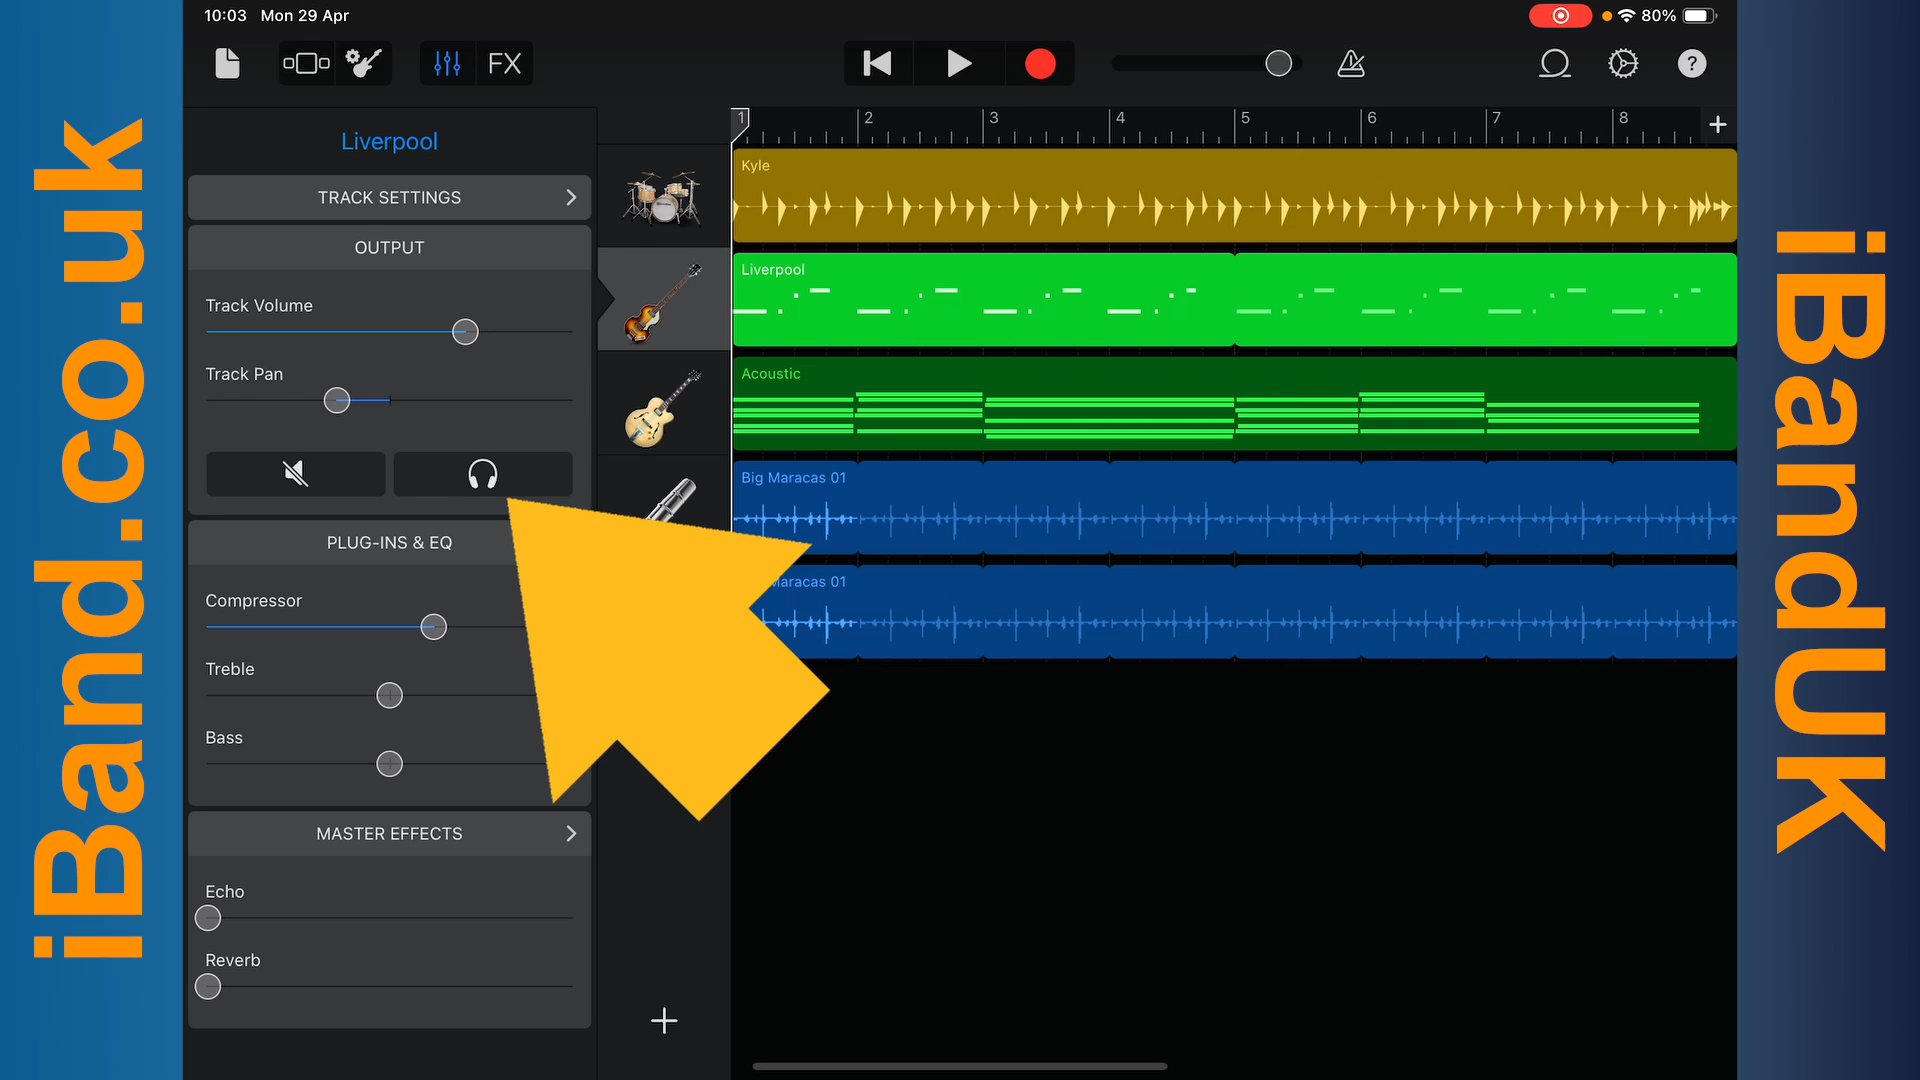 iBand.co.uk
10:03 Mon 29 Apr
80%
FX
?
Liverpool
TRACK SETTINGS
OUTPUT
Track Volume
Track Pan
PLUG-INS & EQ
Compressor
Treble
Bass
MASTER EFFECTS
Echo
Reverb
1 2 3 4 5 6 7 8
Kyle
Liverpool
Acoustic
Big Maracas 01
Maracas 01
iBandUK